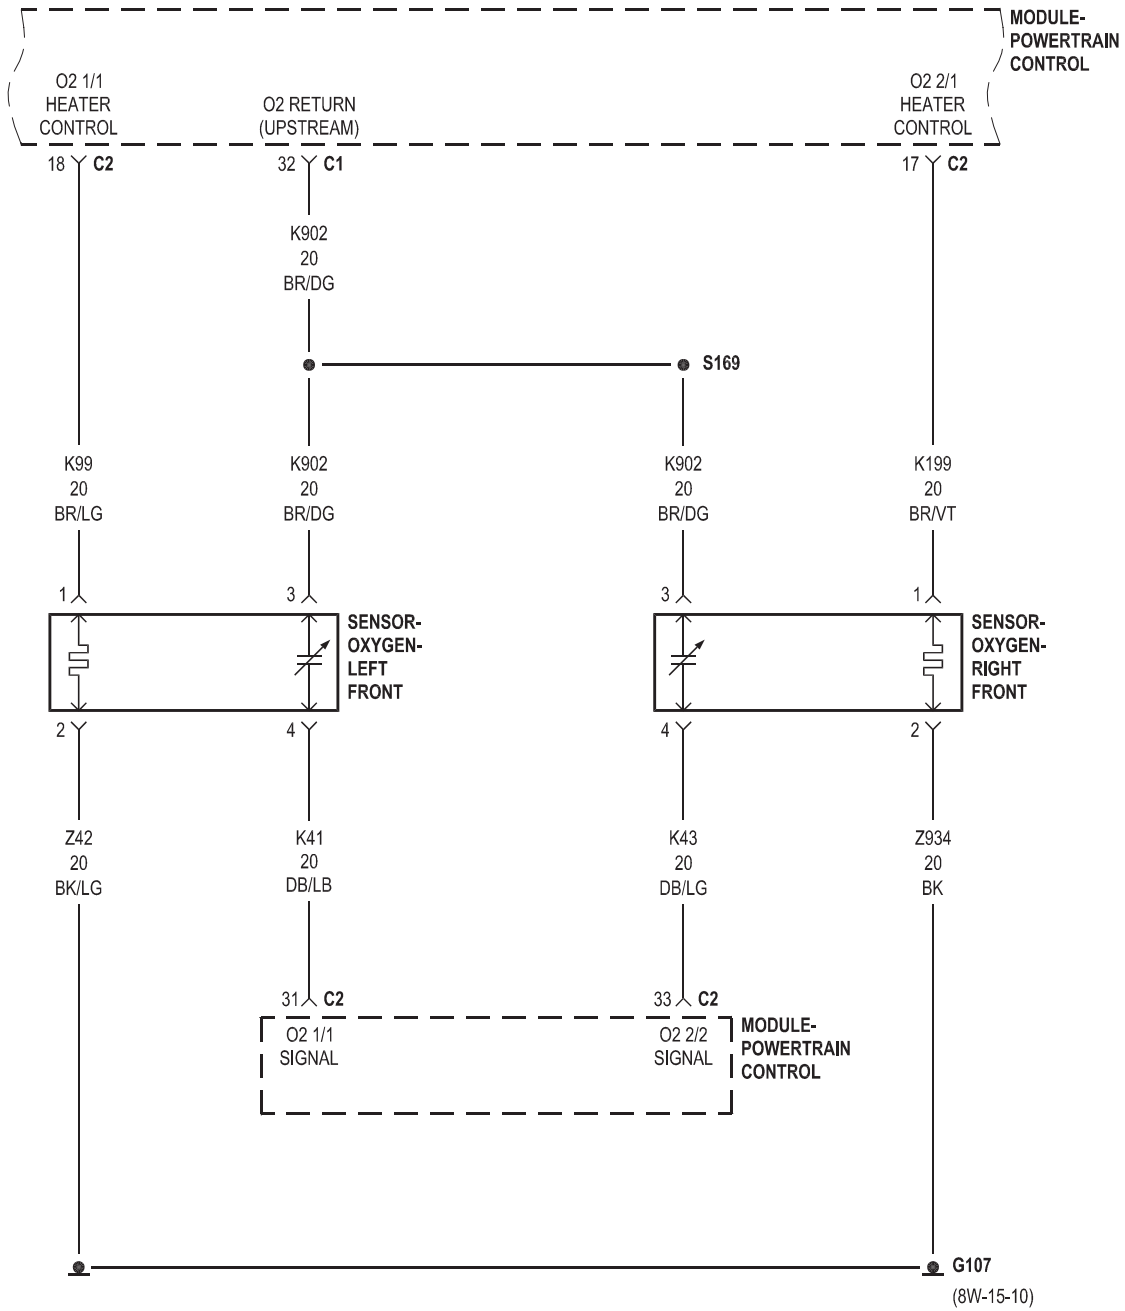 MODULE-
POWERTRAIN
CONTROL
O2 1/1
HEATER
CONTROL
O2 RETURN
(UPSTREAM)
O2 2/1
HEATER
CONTROL
18 C2
32 C1
17 C2
K902
20
BR/DG
S169
K99
20
BR/LG
K902
20
BR/DG
K902
20
BR/DG
K199
20
BR/VT
1
3
3
1
SENSOR-
OXYGEN-
LEFT
FRONT
SENSOR-
OXYGEN-
RIGHT
FRONT
2
4
4
2
Z42
20
BK/LG
K41
20
DB/LB
K43
20
DB/LG
Z934
20
BK
31 C2
33 C2
O2 1/1
SIGNAL
O2 2/2
SIGNAL
MODULE-
POWERTRAIN
CONTROL
G107
(8W-15-10)